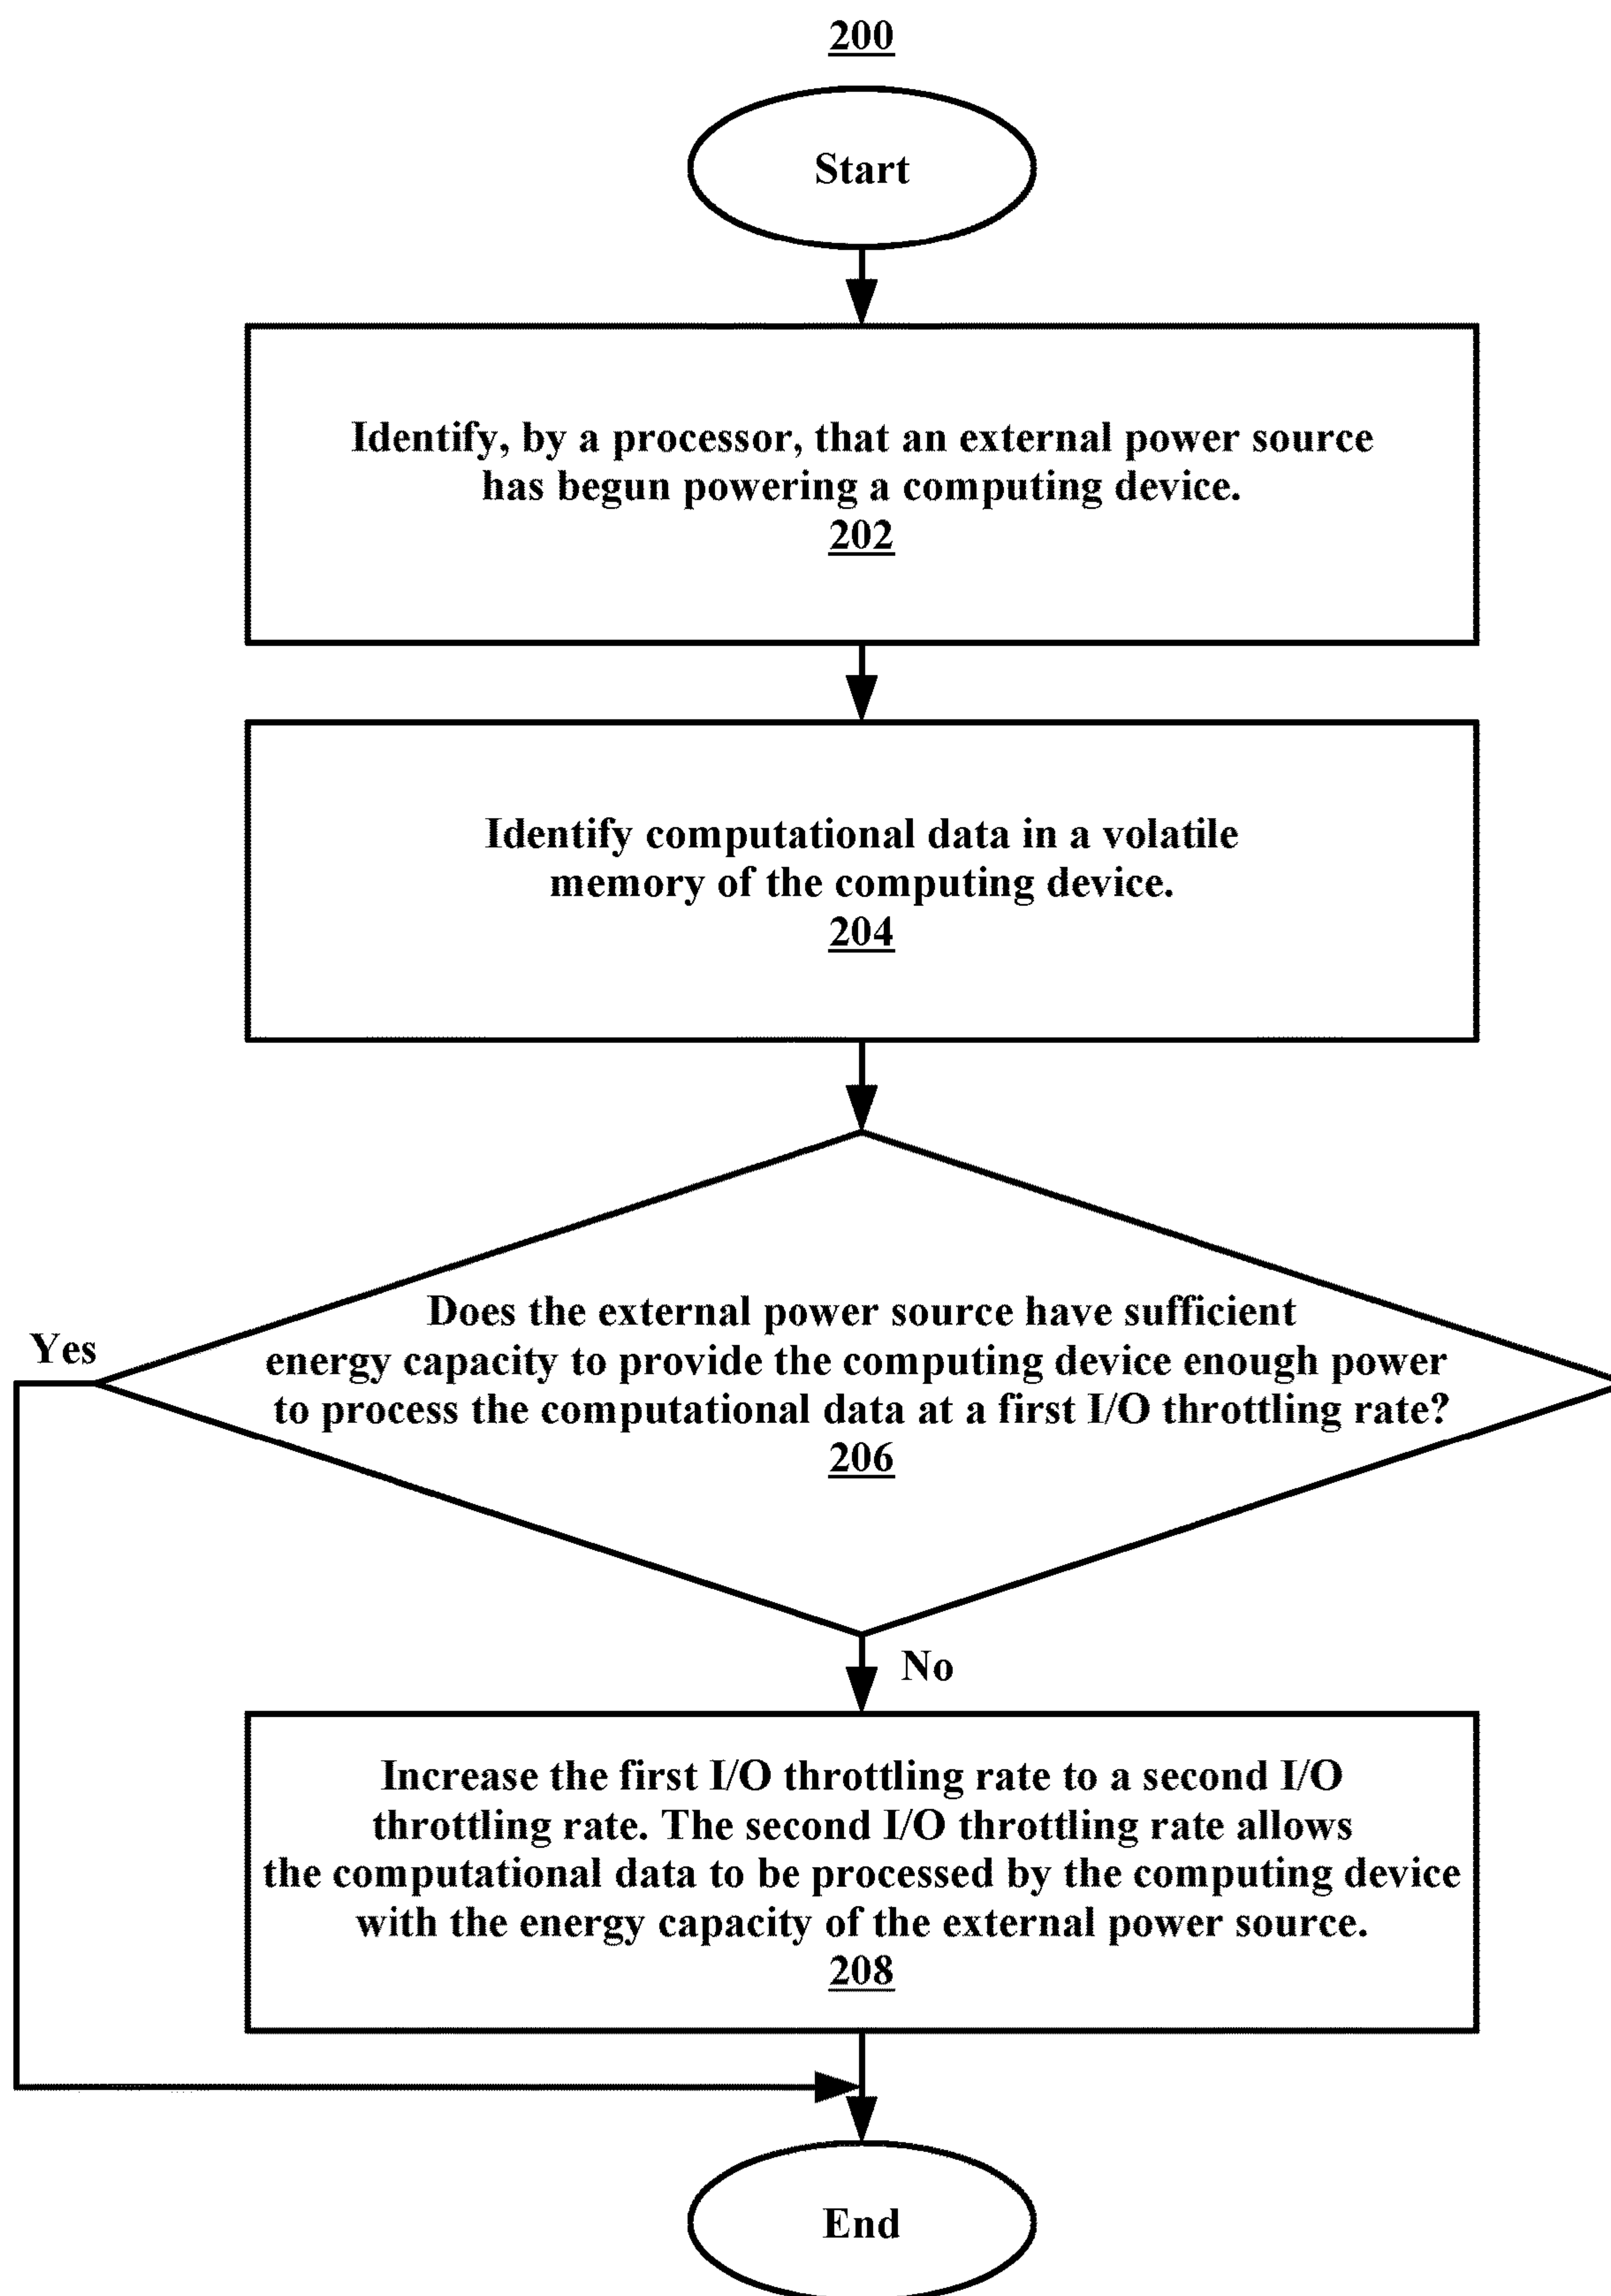 200
Start
Identify, by a processor, that an external power source
has begun powering a computing device.
202
Identify computational data in a volatile
memory of the computing device.
204
Does the external power source have sufficient
energy capacity to provide the computing device enough power
to process the computational data at a first I/O throttling rate?
206
Yes
No
Increase the first I/O throttling rate to a second I/O
throttling rate. The second I/O throttling rate allows
the computational data to be processed by the computing device
with the energy capacity of the external power source.
208
End